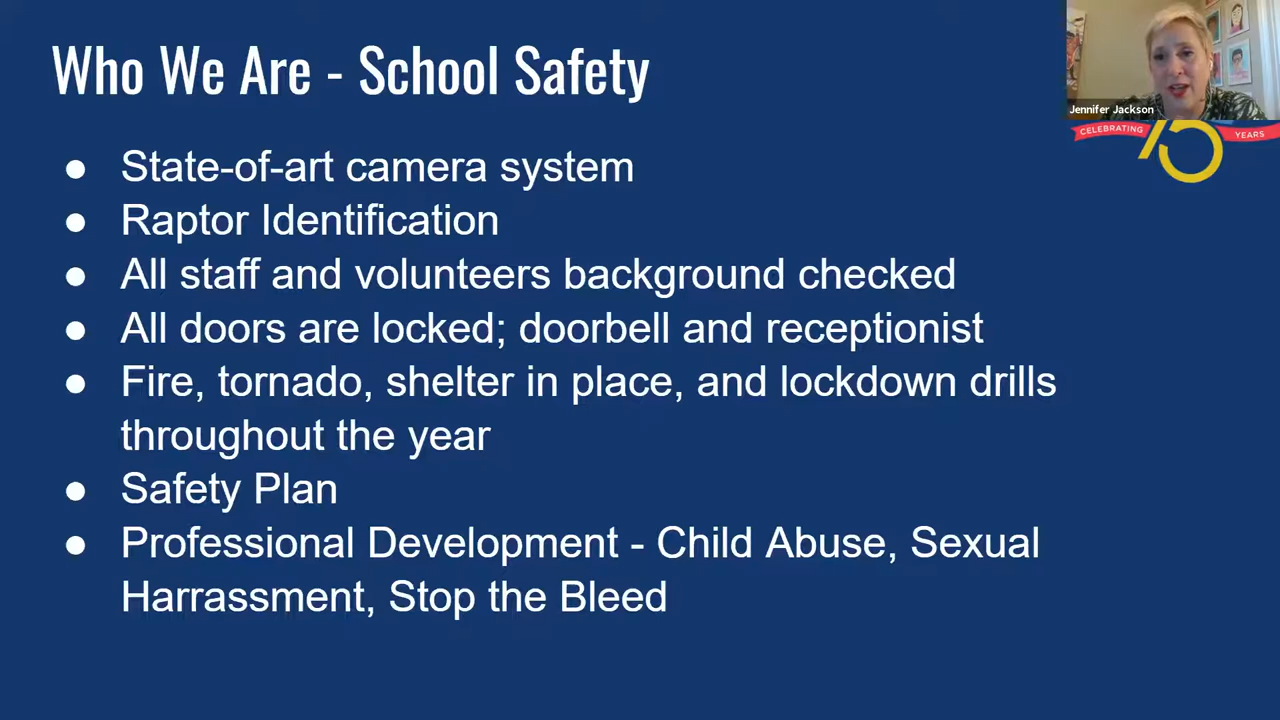 Who We Are - School Safety
Jennifer Jackson
CELEBRATING 75 YEARS
● State-of-art camera system
● Raptor Identification
● All staff and volunteers background checked
● All doors are locked; doorbell and receptionist
● Fire, tornado, shelter in place, and lockdown drills
throughout the year
● Safety Plan
● Professional Development - Child Abuse, Sexual
Harrassment, Stop the Bleed